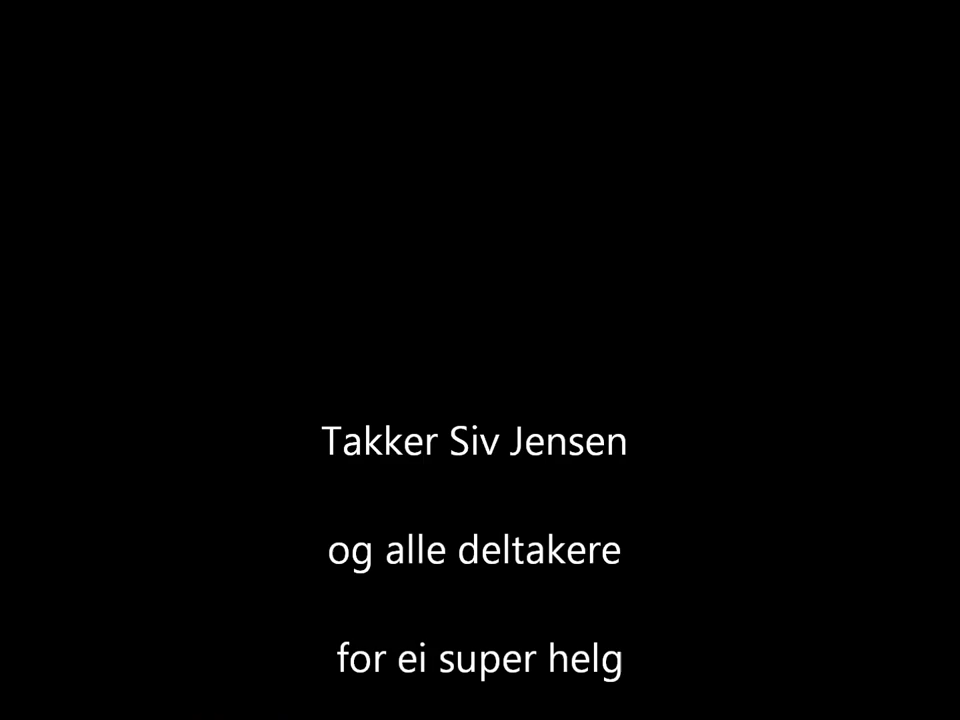 Takker Siv Jensen
og alle deltakere
for ei super helg